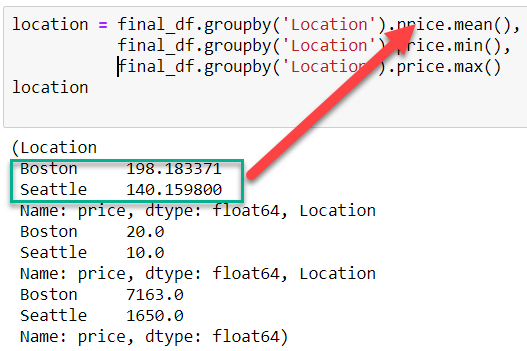 location = final_df.groupby('Location').price.mean(),
final_df.groupby('Location').price.min(),
final_df.groupby('Location').price.max()
location
(Location
Boston 198.183371
Seattle 140.159800
Name: price, dtype: float64, Location
Boston 20.0
Seattle 10.0
Name: price, dtype: float64, Location
Boston 7163.0
Seattle 1650.0
Name: price, dtype: float64)